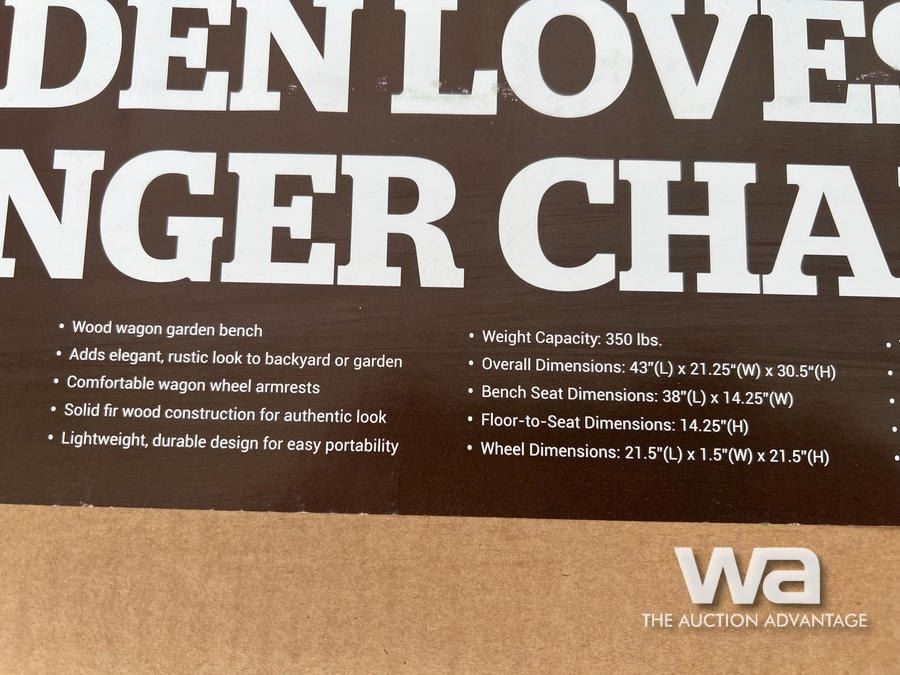 DEN LOVES
NGER CHA
• Wood wagon garden bench
• Adds elegant, rustic look to backyard or garden
• Comfortable wagon wheel armrests
• Solid fir wood construction for authentic look
• Lightweight, durable design for easy portability
• Weight Capacity: 350 lbs.
• Overall Dimensions: 43"(L) x 21.25"(W) x 30.5"(H)
• Bench Seat Dimensions: 38"(L) x 14.25"(W)
• Floor-to-Seat Dimensions: 14.25"(H)
• Wheel Dimensions: 21.5"(L) x 1.5"(W) x 21.5"(H)
wa
THE AUCTION ADVANTAGE